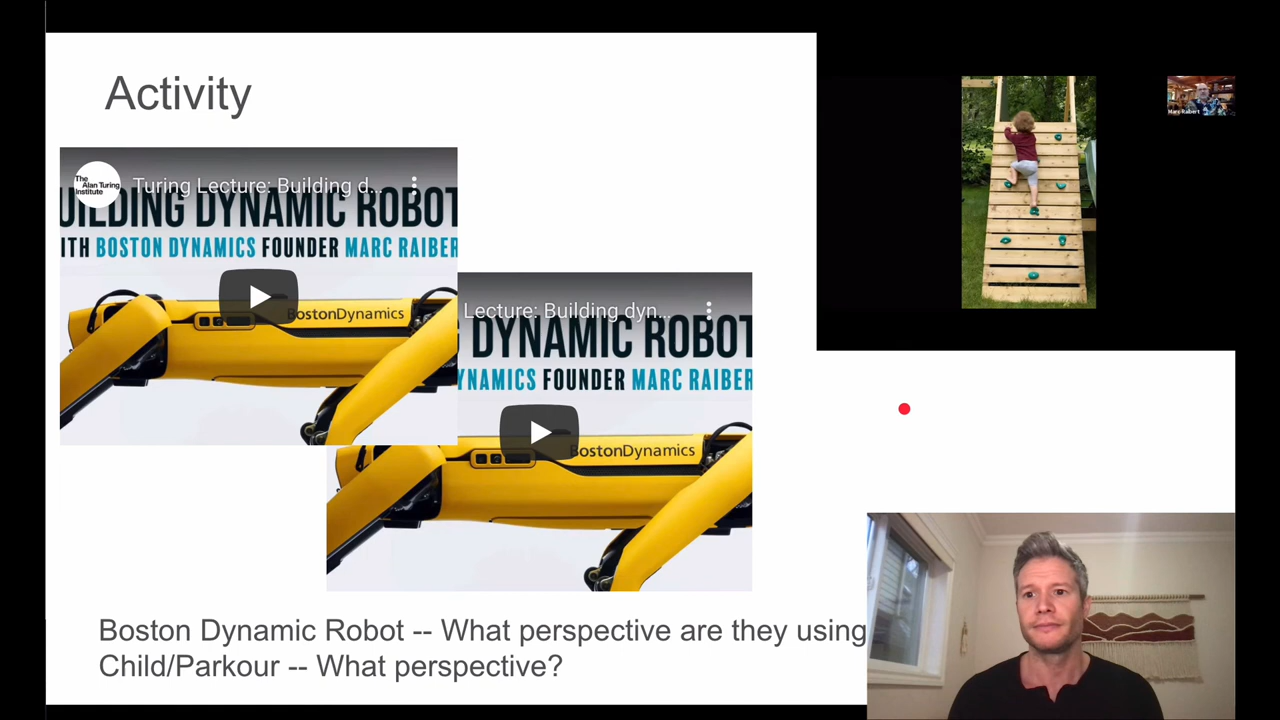 Activity
The
Alan Turing
Institute
Turing Lecture: Building d...
UILDING DYNAMIC ROBOT
ITH BOSTON DYNAMICS FOUNDER MARC RAIBER
BostonDynamics
Lecture: Building dyn...
DYNAMIC ROBOT
YNAMICS FOUNDER MARC RAIBER
BostonDynamics
Marc Raibert
Boston Dynamic Robot -- What perspective are they using
Child/Parkour -- What perspective?